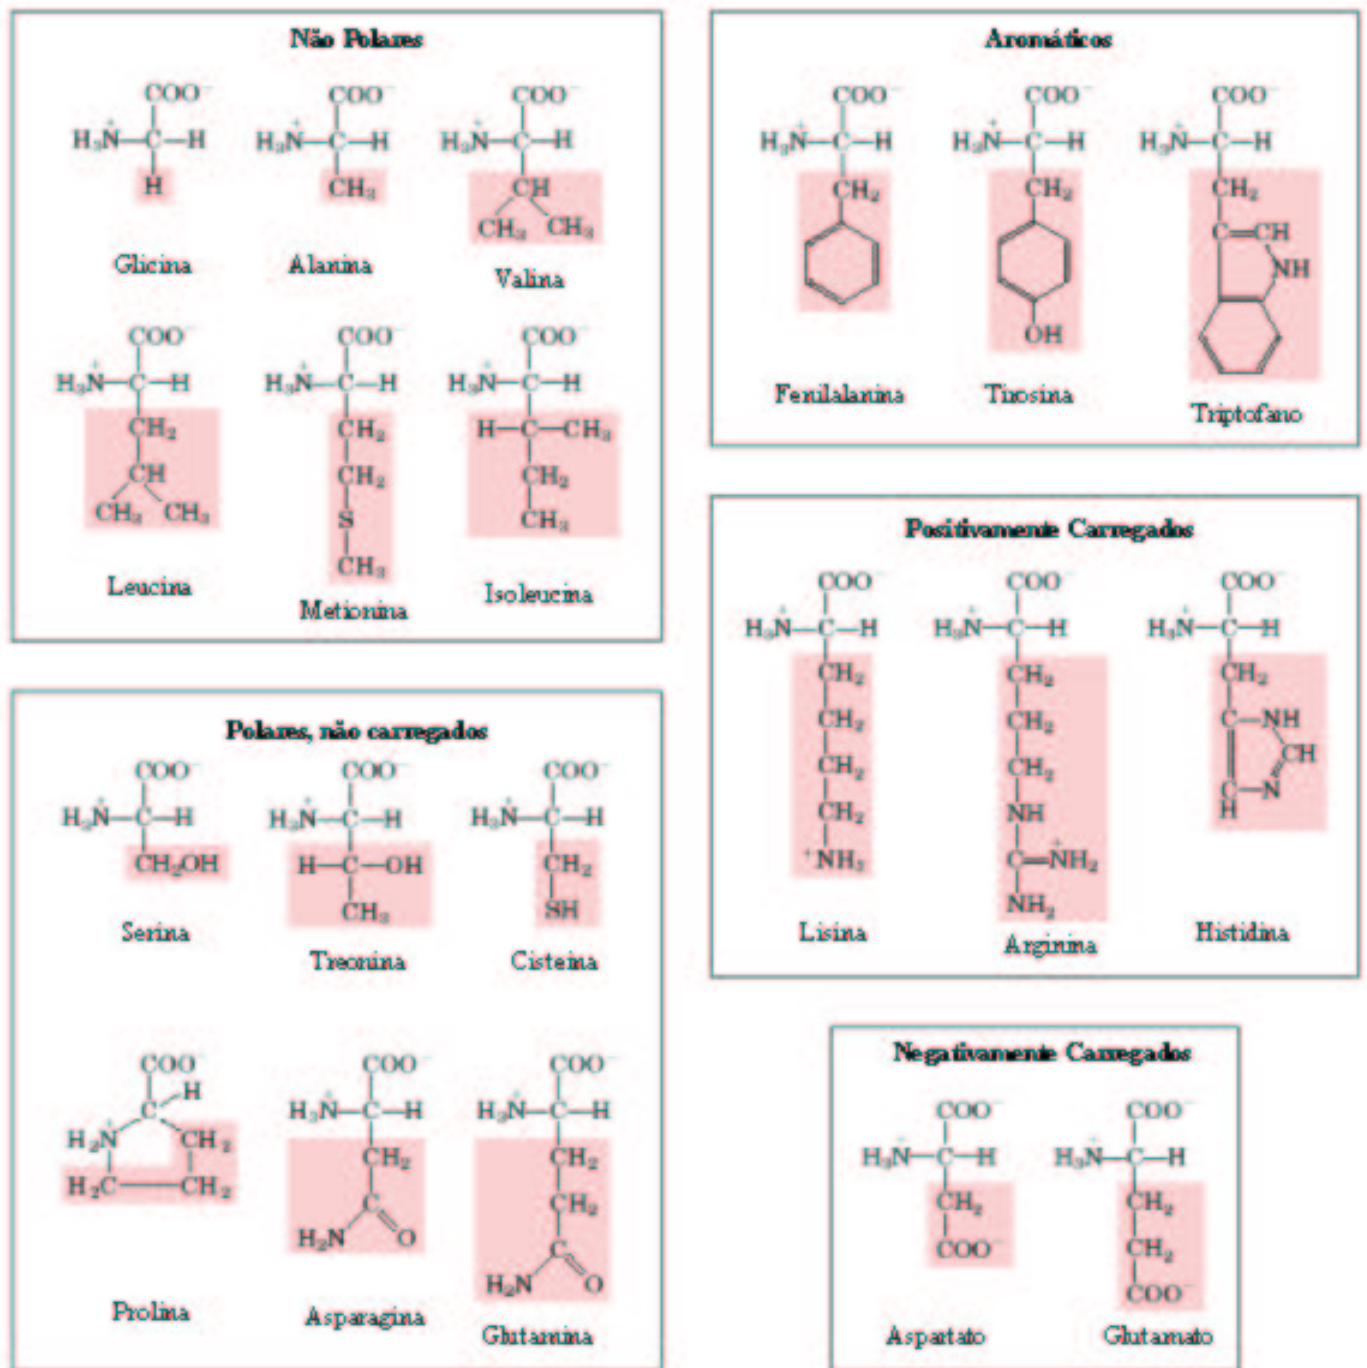 Não Polares
COO⁻ COO⁻ COO⁻
H₃N⁺—C—H H₃N⁺—C—H H₃N⁺—C—H
H CH₃ CH
CH₃ CH₃
Glicina Alanina Valina
COO⁻ COO⁻ COO⁻
H₃N⁺—C—H H₃N⁺—C—H H₃N⁺—C—H
CH₂ CH₂ H—C—CH₃
CH CH₂ CH₂
CH₃ CH₃ S CH₃
CH₃
Leucina Metionina Isoleucina
Aromáticos
COO⁻ COO⁻ COO⁻
H₃N⁺—C—H H₃N⁺—C—H H₃N⁺—C—H
CH₂ CH₂ CH₂
C=CH
NH
OH
Fenilalanina Tirosina Triptofano
Positivamente Carregados
COO⁻ COO⁻ COO⁻
H₃N⁺—C—H H₃N⁺—C—H H₃N⁺—C—H
CH₂ CH₂ CH₂
CH₂ CH₂ C—NH
CH₂ CH₂ CH
CH₂ NH C—N
H
⁺NH₃ C=NH₂⁺
NH₂
Lisina Arginina Histidina
Polares, não carregados
COO⁻ COO⁻ COO⁻
H₃N⁺—C—H H₃N⁺—C—H H₃N⁺—C—H
CH₂OH H—C—OH CH₂
CH₃ SH
Serina Treonina Cisteína
COO⁻ COO⁻ COO⁻
C H H₃N⁺—C—H H₃N⁺—C—H
H₂N⁺ CH₂ CH₂ CH₂
H₂C—CH₂ C CH₂
H₂N O C
H₂N O
Prolina Asparagina Glutamina
Negativamente Carregados
COO⁻ COO⁻
H₃N⁻—C—H H₃N⁻—C—H
CH₂ CH₂
COO⁻ CH₂
COO⁻
Aspartato Glutamato